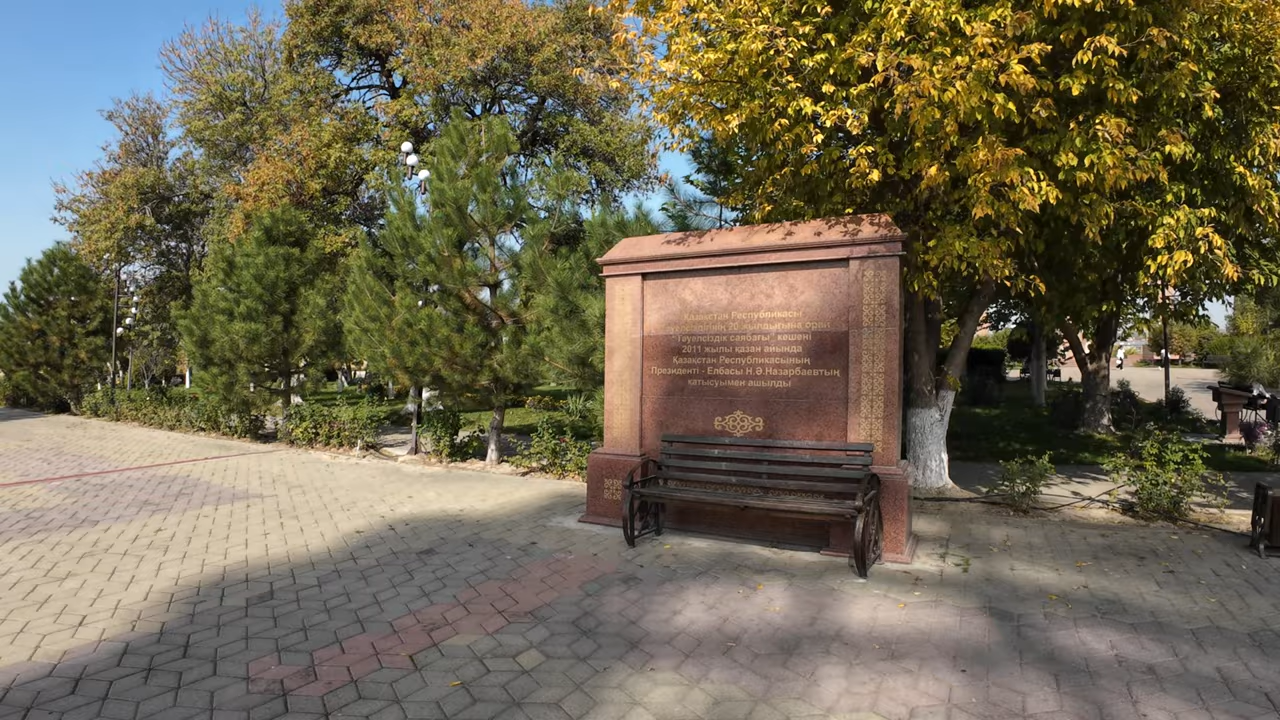 Қазақстан Республикасы
тәуелсіздігінің 20 жылдығына орай
"Тәуелсіздік саябағы" кешені
2011 жылы қазан айында
Қазақстан Республикасының
Президенті - Елбасы Н.Ә.Назарбаевтың
қатысуымен ашылды